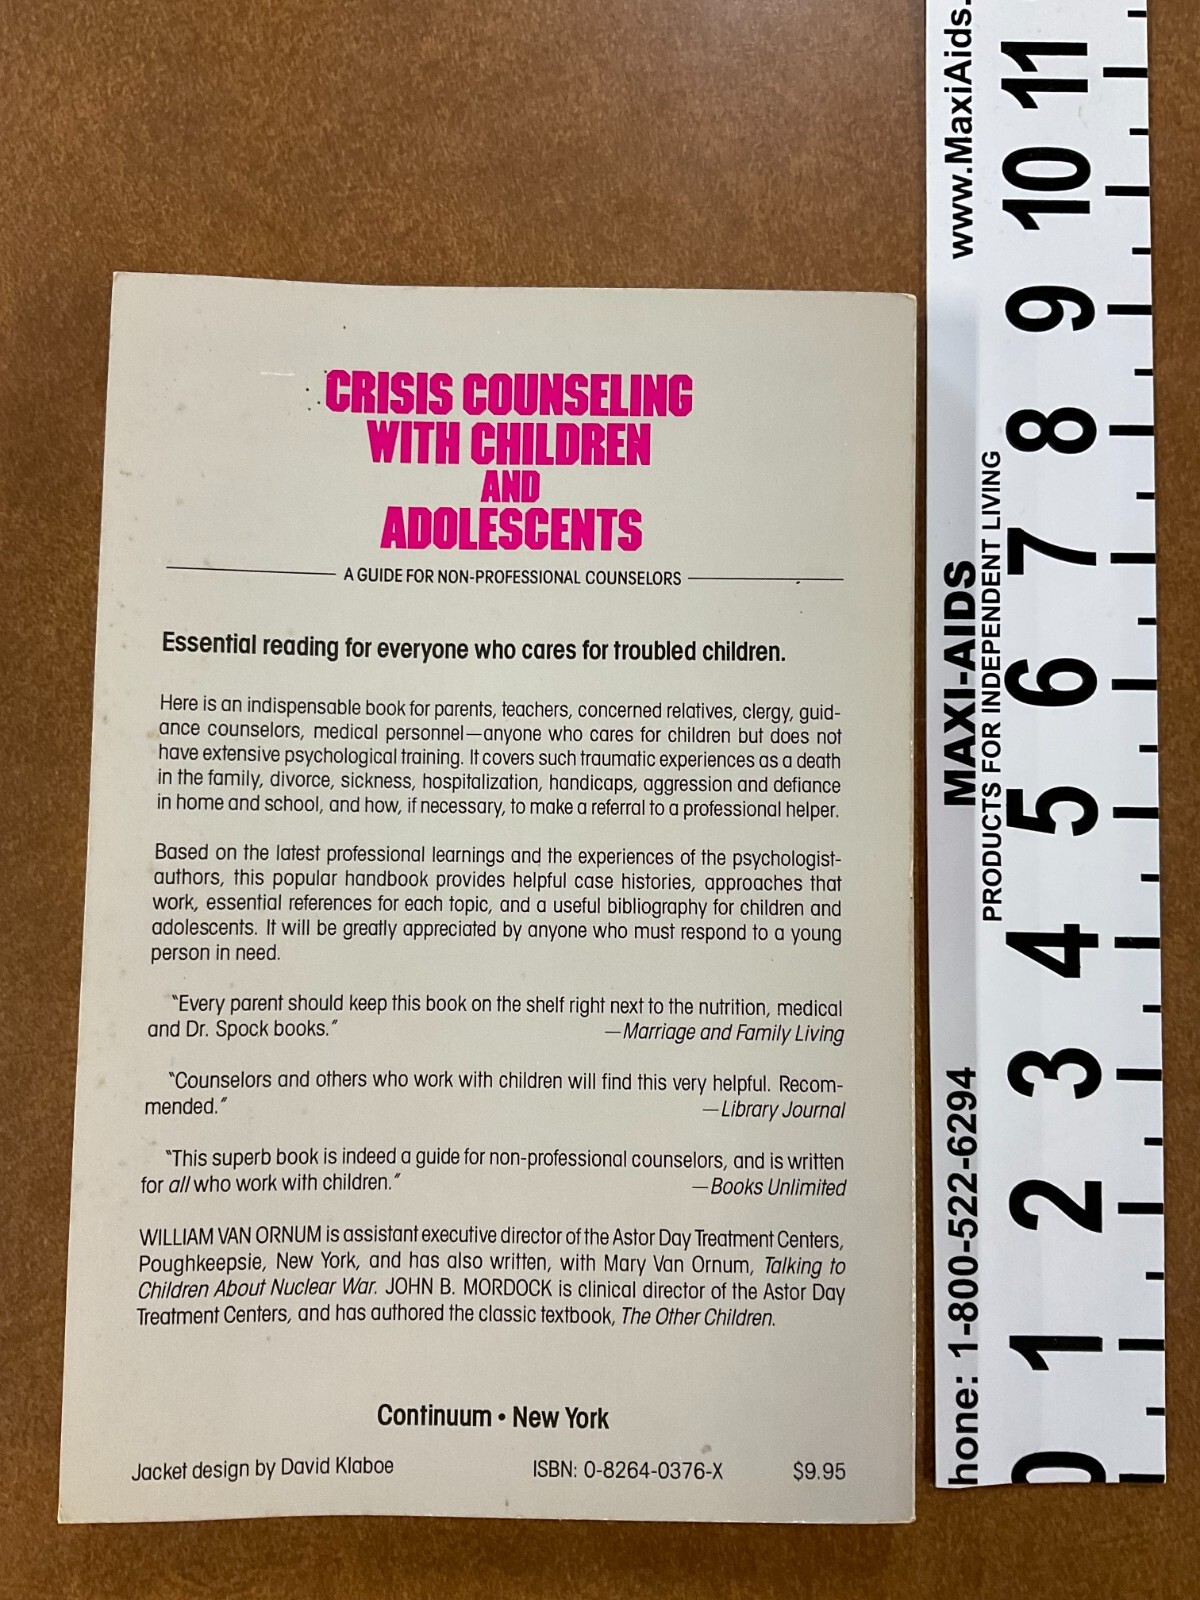 CRISIS COUNSELING
WITH CHILDREN
AND
ADOLESCENTS
A GUIDE FOR NON-PROFESSIONAL COUNSELORS
Essential reading for everyone who cares for troubled children.
Here is an indispensable book for parents, teachers, concerned relatives, clergy, guid-
ance counselors, medical personnel—anyone who cares for children but does not
have extensive psychological training. It covers such traumatic experiences as a death
in the family, divorce, sickness, hospitalization, handicaps, aggression and defiance
in home and school, and how, if necessary, to make a referral to a professional helper.
Based on the latest professional learnings and the experiences of the psychologist-
authors, this popular handbook provides helpful case histories, approaches that
work, essential references for each topic, and a useful bibliography for children and
adolescents. It will be greatly appreciated by anyone who must respond to a young
person in need.
"Every parent should keep this book on the shelf right next to the nutrition, medical
and Dr. Spock books." —Marriage and Family Living
"Counselors and others who work with children will find this very helpful. Recom-
mended." —Library Journal
"This superb book is indeed a guide for non-professional counselors, and is written
for all who work with children." —Books Unlimited
WILLIAM VAN ORNUM is assistant executive director of the Astor Day Treatment Centers,
Poughkeepsie, New York, and has also written, with Mary Van Ornum, Talking to
Children About Nuclear War. JOHN B. MORDOCK is clinical director of the Astor Day
Treatment Centers, and has authored the classic textbook, The Other Children.
Continuum • New York
Jacket design by David Klaboe ISBN: 0-8264-0376-X $9.95
hone: 1-800-522-6294 MAXI-AIDS www.MaxiAids.
PRODUCTS FOR INDEPENDENT LIVING
0 1 2 3 4 5 6 7 8 9 10 11